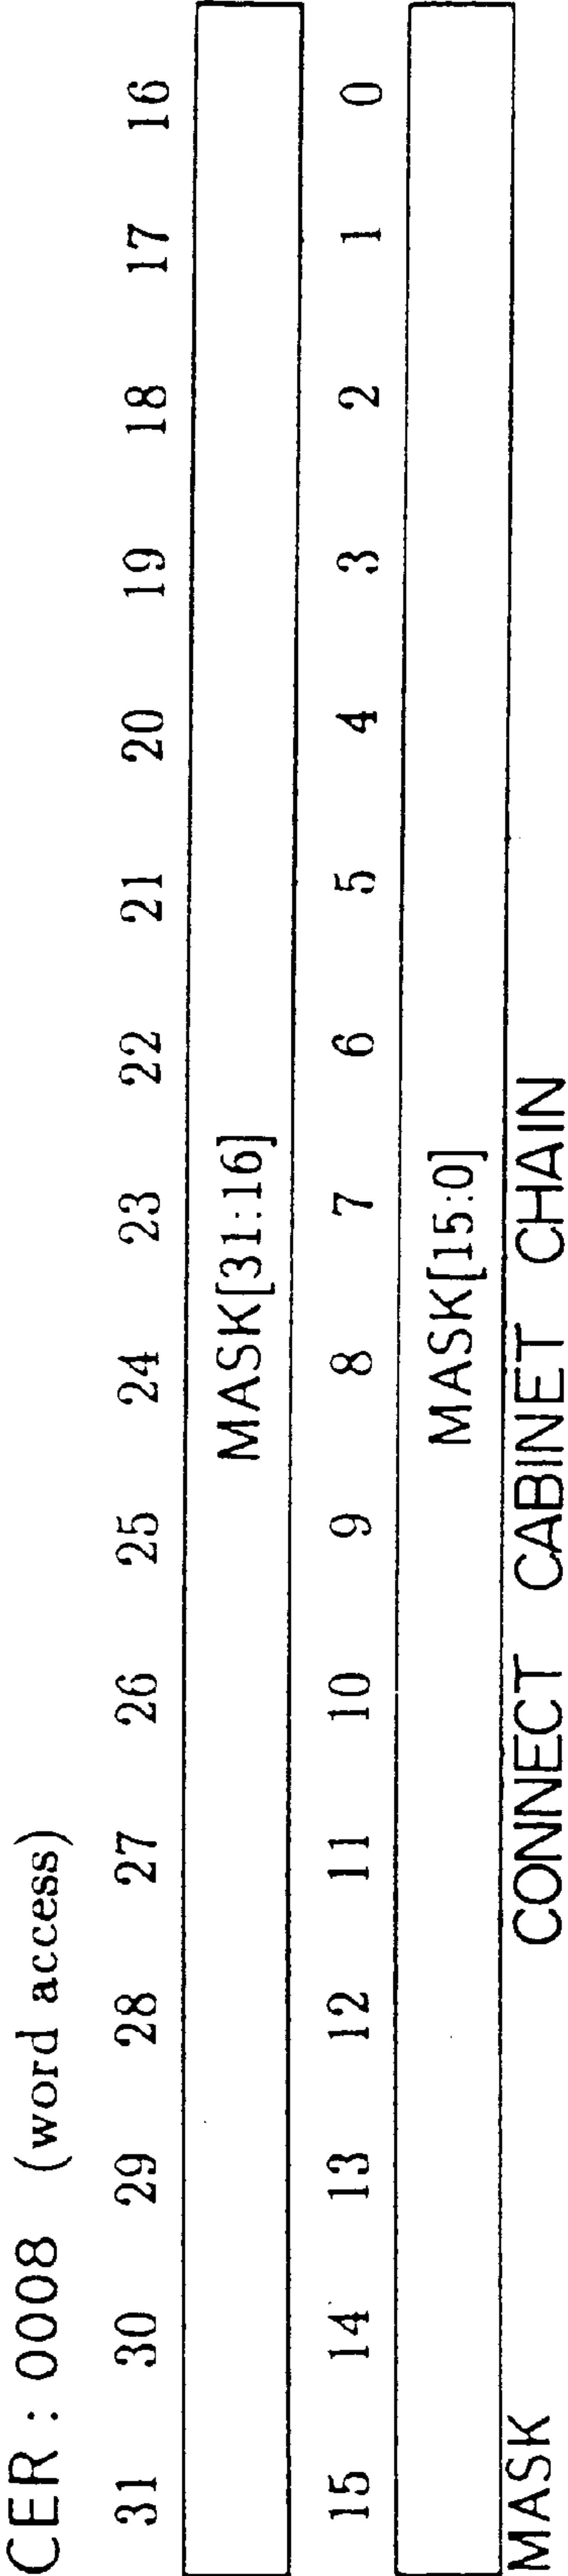 CER : 0008 (word access)
31 30 29 28 27 26 25 24 23 22 21 20 19 18 17 16
MASK[31:16]
15 14 13 12 11 10 9 8 7 6 5 4 3 2 1 0
MASK[15:0]
MASK CONNECT CABINET CHAIN